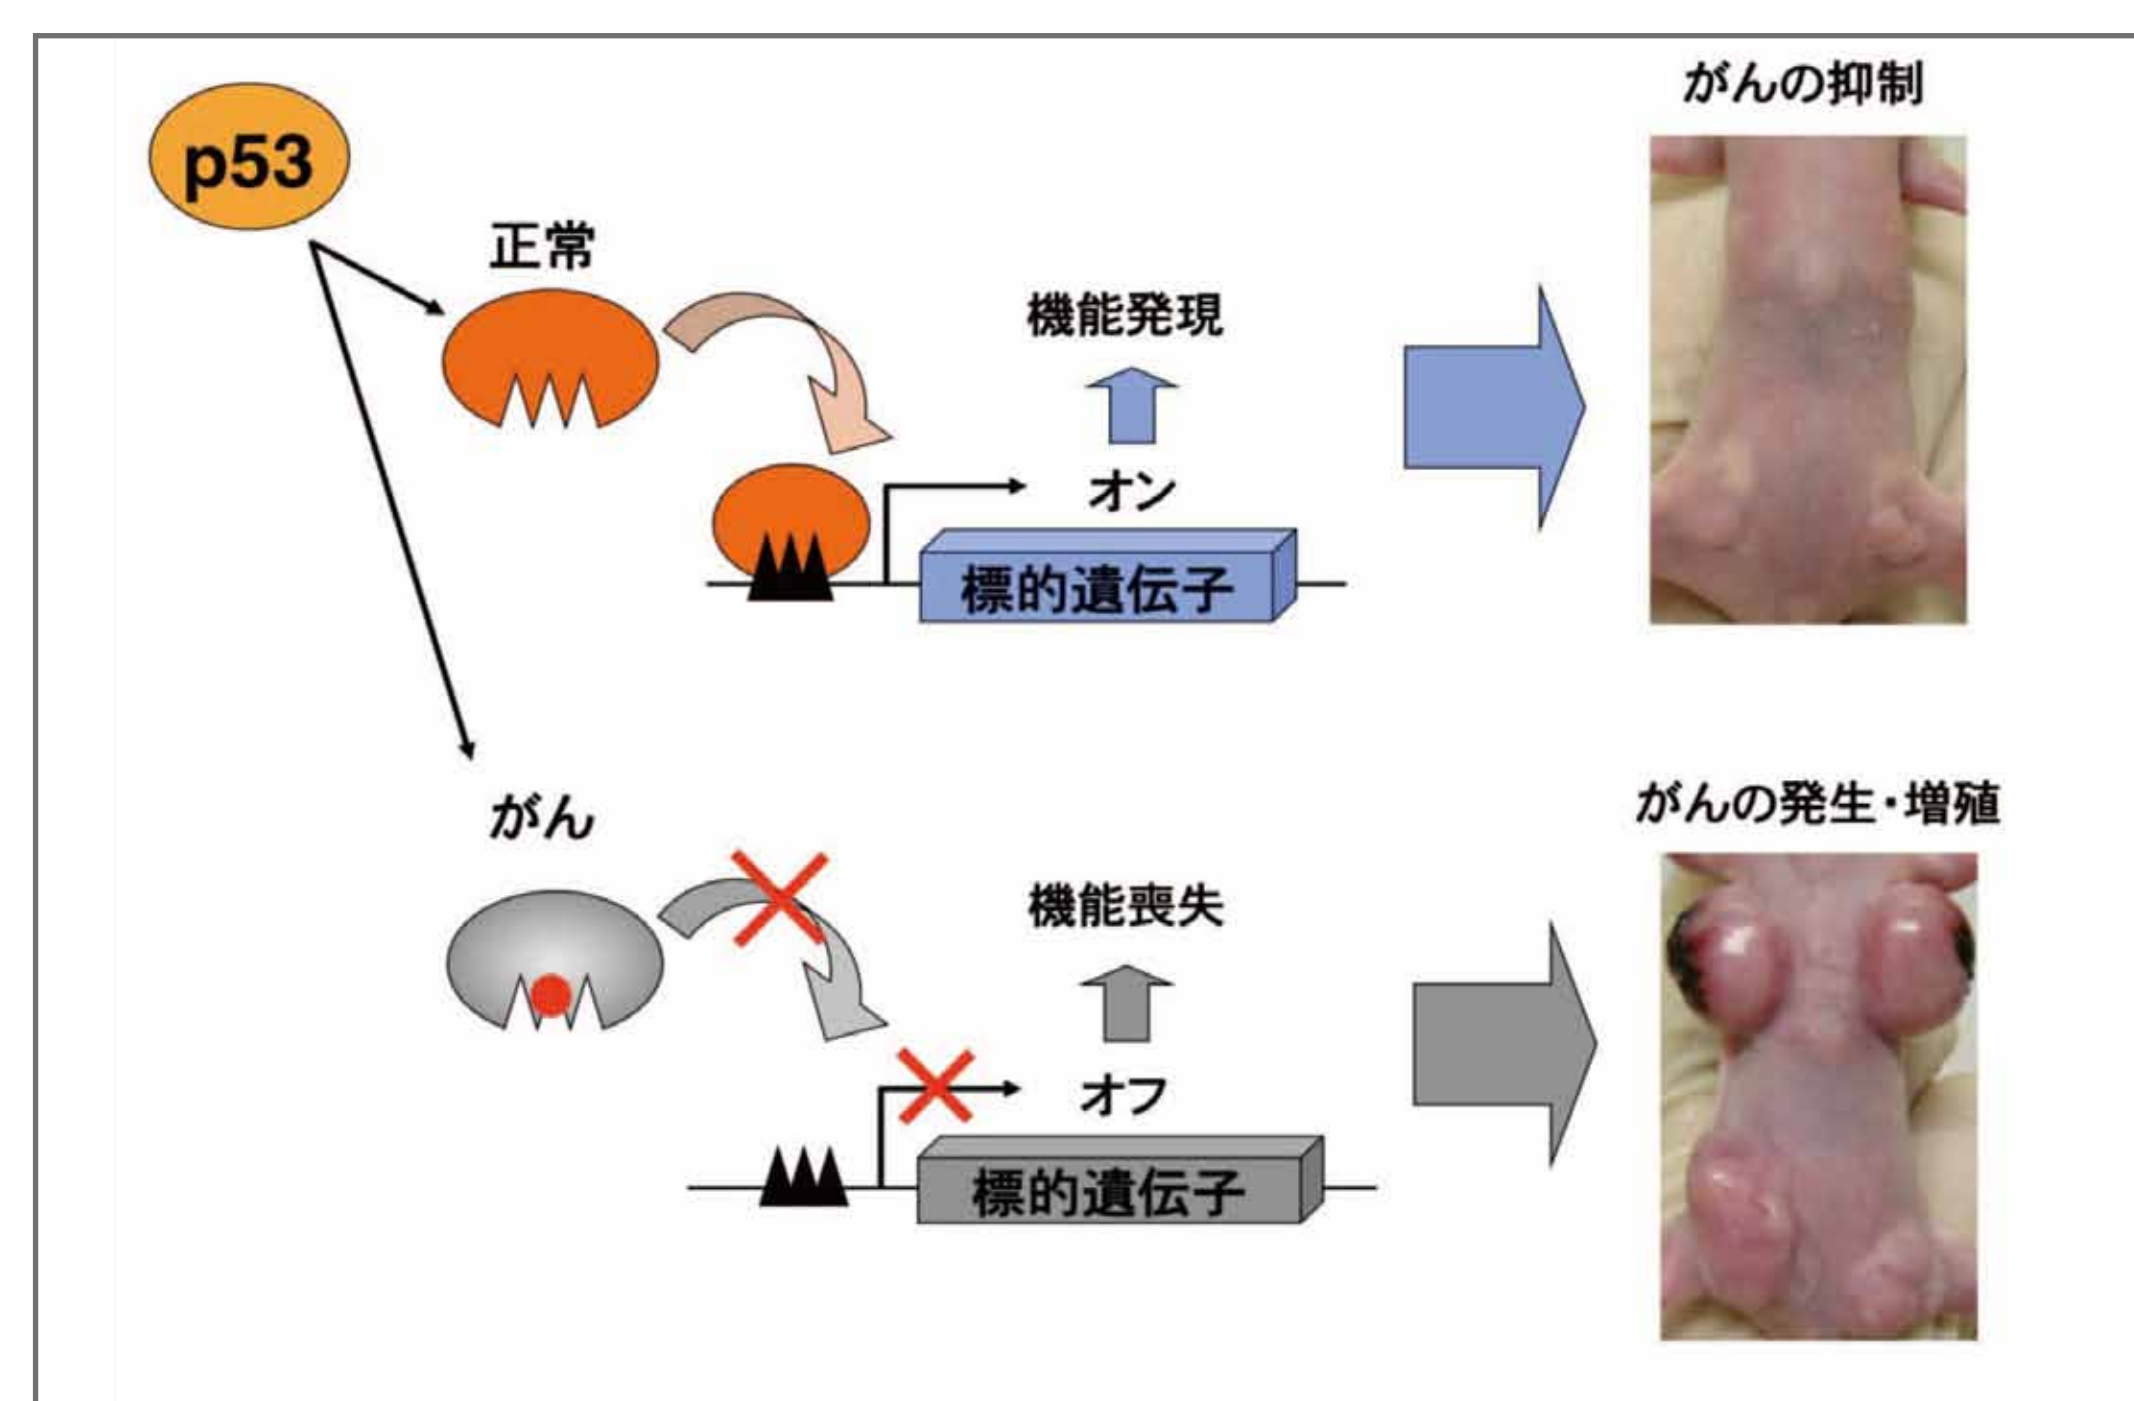 p53
正常
機能発現
オン
標的遺伝子
がんの抑制
がん
機能喪失
オフ
標的遺伝子
がんの発生・増殖